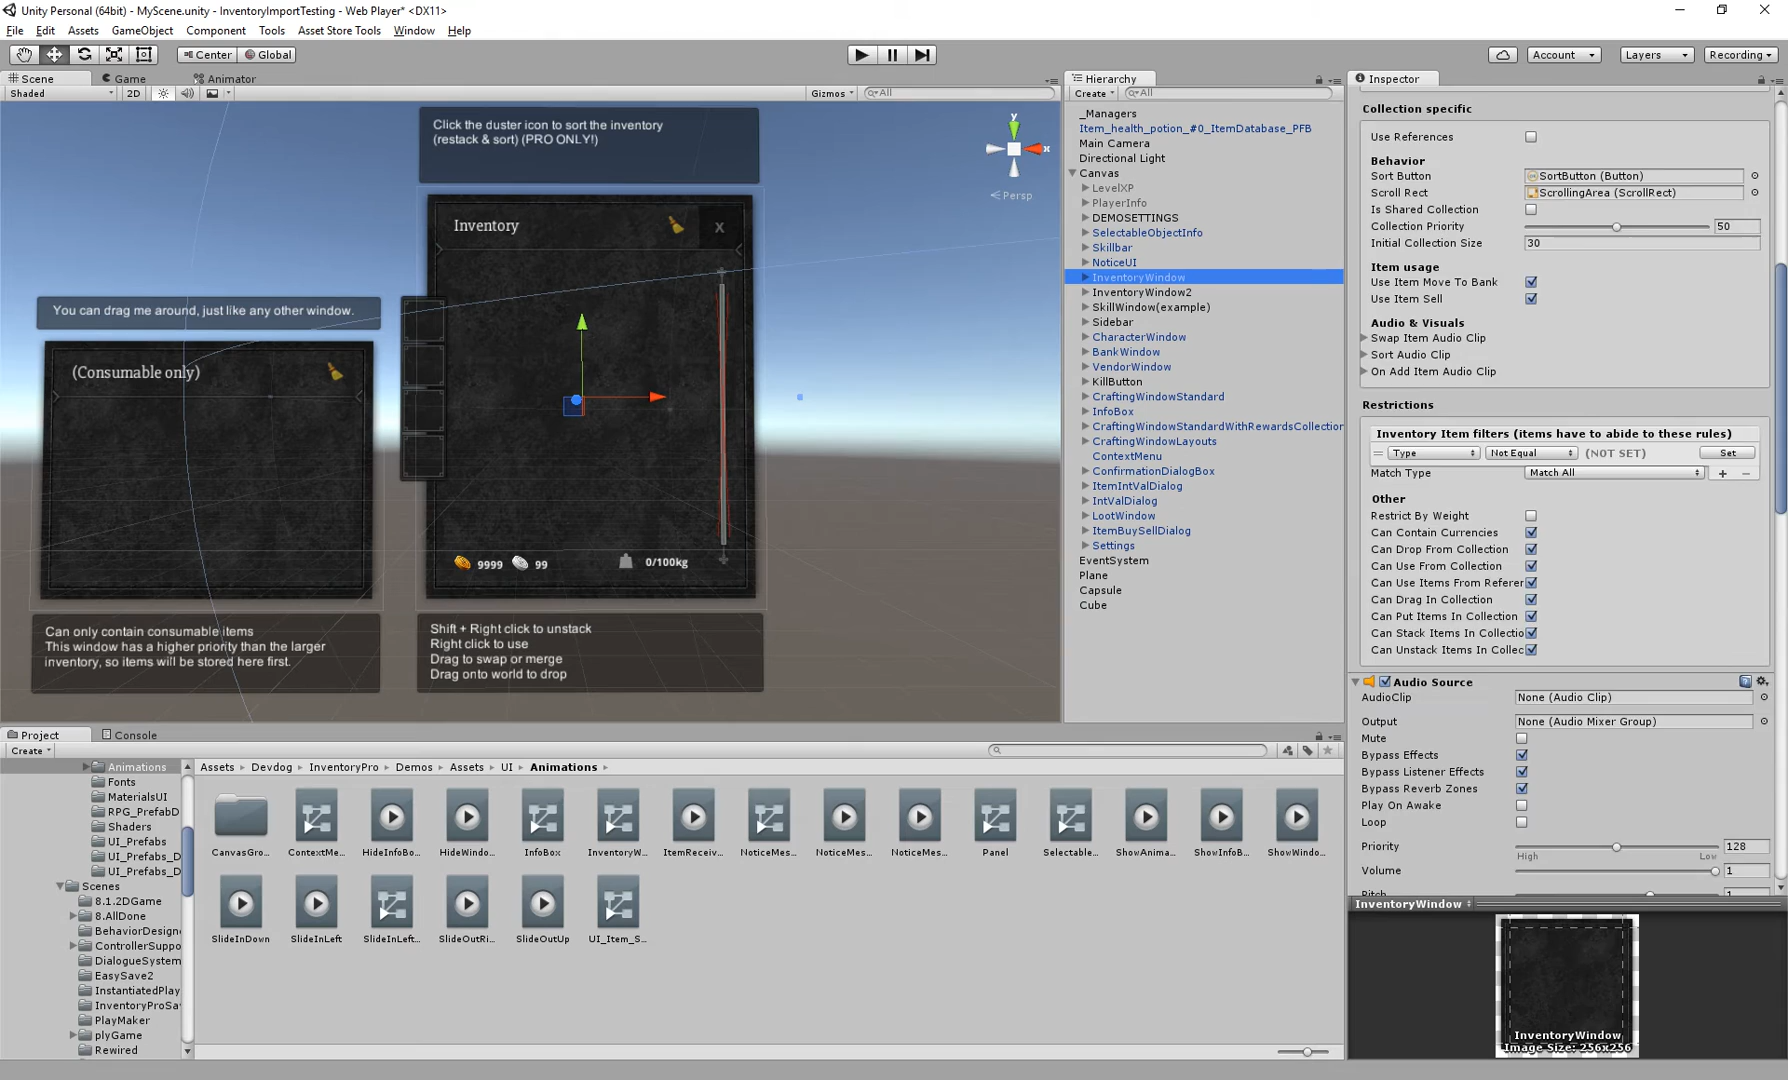 Unity Personal (64bit) - MyScene.unity - InventoryImportTesting - Web Player* <DX11>
File Edit Assets GameObject Component Tools Asset Store Tools Window Help
Center Global
Account Layers Recording
Scene Game Animator
Shaded 2D Gizmos All
Click the duster icon to sort the inventory
(restack & sort) (PRO ONLY!)
y
x
Persp
Inventory X
You can drag me around, just like any other window.
(Consumable only)
9999 99 0/100kg
Can only contain consumable items
This window has a higher priority than the larger
inventory, so items will be stored here first.
Shift + Right click to unstack
Right click to use
Drag to swap or merge
Drag onto world to drop
Hierarchy
Create All
_Managers
Item_health_potion_#0_ItemDatabase_PFB
Main Camera
Directional Light
Canvas
LevelXP
PlayerInfo
DEMOSETTINGS
SelectableObjectInfo
Skillbar
NoticeUI
InventoryWindow
InventoryWindow2
SkillWindow(example)
Sidebar
CharacterWindow
BankWindow
VendorWindow
KillButton
CraftingWindowStandard
InfoBox
CraftingWindowStandardWithRewardsCollection
CraftingWindowLayouts
ContextMenu
ConfirmationDialogBox
ItemIntValDialog
IntValDialog
LootWindow
ItemBuySellDialog
Settings
EventSystem
Plane
Capsule
Cube
Inspector
Collection specific
Use References
Behavior
Sort Button SortButton (Button)
Scroll Rect ScrollingArea (ScrollRect)
Is Shared Collection
Collection Priority 50
Initial Collection Size 30
Item usage
Use Item Move To Bank
Use Item Sell
Audio & Visuals
Swap Item Audio Clip
Sort Audio Clip
On Add Item Audio Clip
Restrictions
Inventory Item filters (items have to abide to these rules)
Type Not Equal (NOT SET) Set
Match Type Match All + -
Other
Restrict By Weight
Can Contain Currencies
Can Drop From Collection
Can Use From Collection
Can Use Items From Referer
Can Drag In Collection
Can Put Items In Collection
Can Stack Items In Collectio
Can Unstack Items In Collec
Audio Source
AudioClip None (Audio Clip)
Output None (Audio Mixer Group)
Mute
Bypass Effects
Bypass Listener Effects
Bypass Reverb Zones
Play On Awake
Loop
Priority 128
High Low
Volume 1
Pitch 1
InventoryWindow
InventoryWindow
Image Size: 256x256
Project Console
Create
Animations
Fonts
MaterialsUI
RPG_PrefabD
Shaders
UI_Prefabs
UI_Prefabs_D
UI_Prefabs_D
Scenes
8.1.2DGame
8.AllDone
BehaviorDesigne
ControllerSuppo
DialogueSystem
EasySave2
InstantiatedPlay
InventoryProSa
PlayMaker
plyGame
Rewired
Assets Devdog InventoryPro Demos Assets UI Animations
CanvasGro... ContextMe... HideInfoBo... HideWindo... InfoBox InventoryW... ItemReceiv... NoticeMes... NoticeMes... NoticeMes... Panel Selectable... ShowAnima... ShowInfoB... ShowWindo...
SlideInDown SlideInLeft SlideInLeft... SlideOutRi... SlideOutUp UI_Item_S...